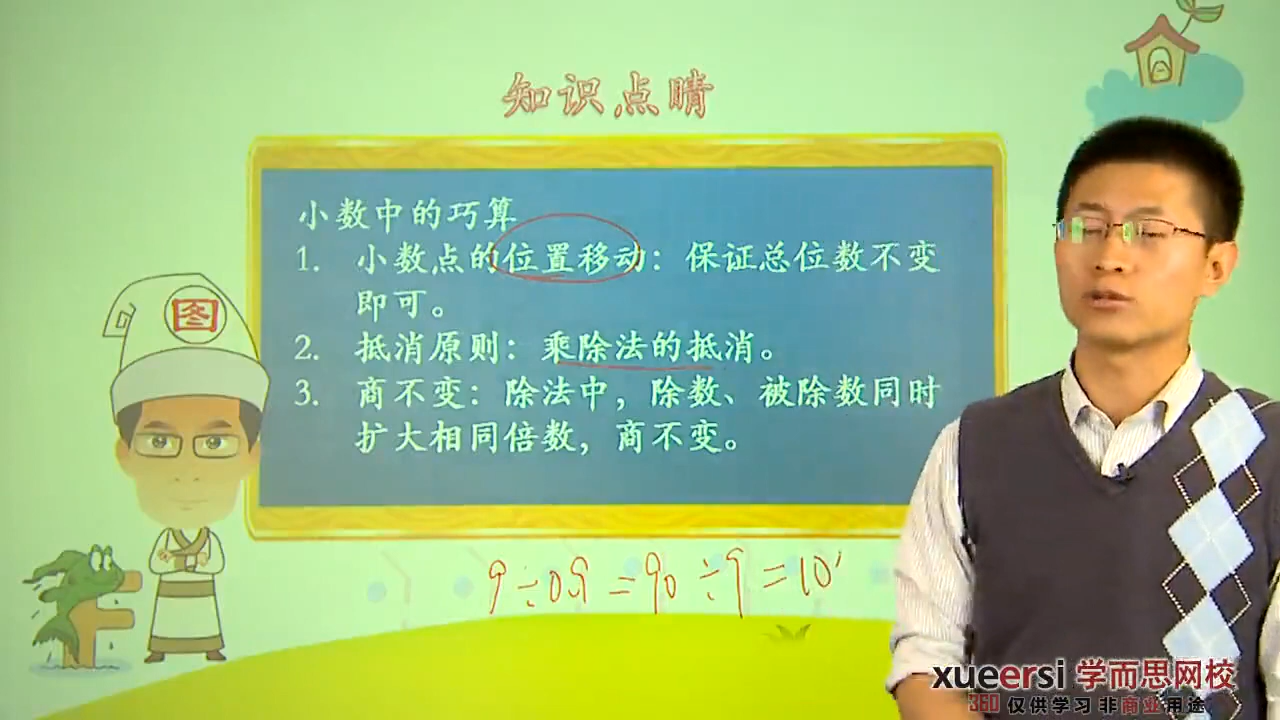 知识点晴
小数中的巧算
1. 小数点的位置移动：保证总位数不变
即可。
2. 抵消原则：乘除法的抵消。
3. 商不变：除法中，除数、被除数同时
扩大相同倍数，商不变。
图
9÷0.9=90÷9=10
xueersi 学而思网校
360 仅供学习 非商业用途